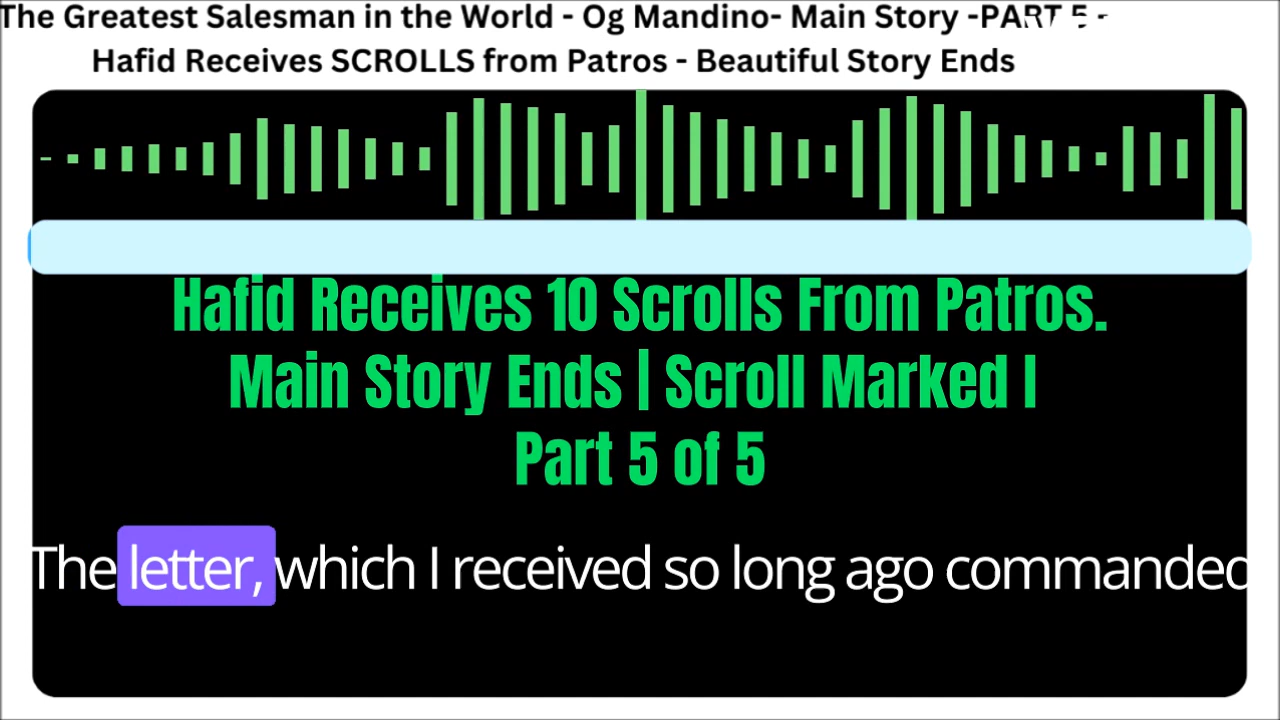 The Greatest Salesman in the World - Og Mandino- Main Story -PART 5 -
Hafid Receives SCROLLS from Patros - Beautiful Story Ends
Hafid Receives 10 Scrolls From Patros.
Main Story Ends | Scroll Marked I
Part 5 of 5
The letter, which I received so long ago commanded